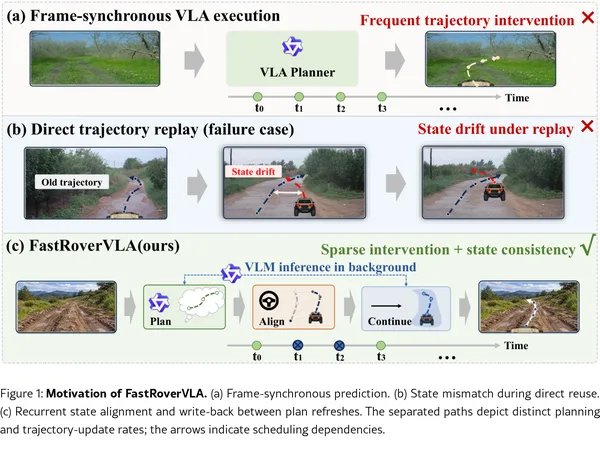 (a) Frame-synchronous VLA execution
Frequent trajectory intervention ×
VLA Planner
t₀ t₁ t₂ t₃ ... Time
(b) Direct trajectory replay (failure case)
State drift under replay ×
Old trajectory
State drift
(c) FastRoverVLA(ours)
Sparse intervention + state consistency √
VLM inference in background
Plan
Align
Continue
t₀ t₁ t₂ t₃ ... Time
Figure 1: Motivation of FastRoverVLA. (a) Frame-synchronous prediction. (b) State mismatch during direct reuse.
(c) Recurrent state alignment and write-back between plan refreshes. The separated paths depict distinct planning
and trajectory-update rates; the arrows indicate scheduling dependencies.